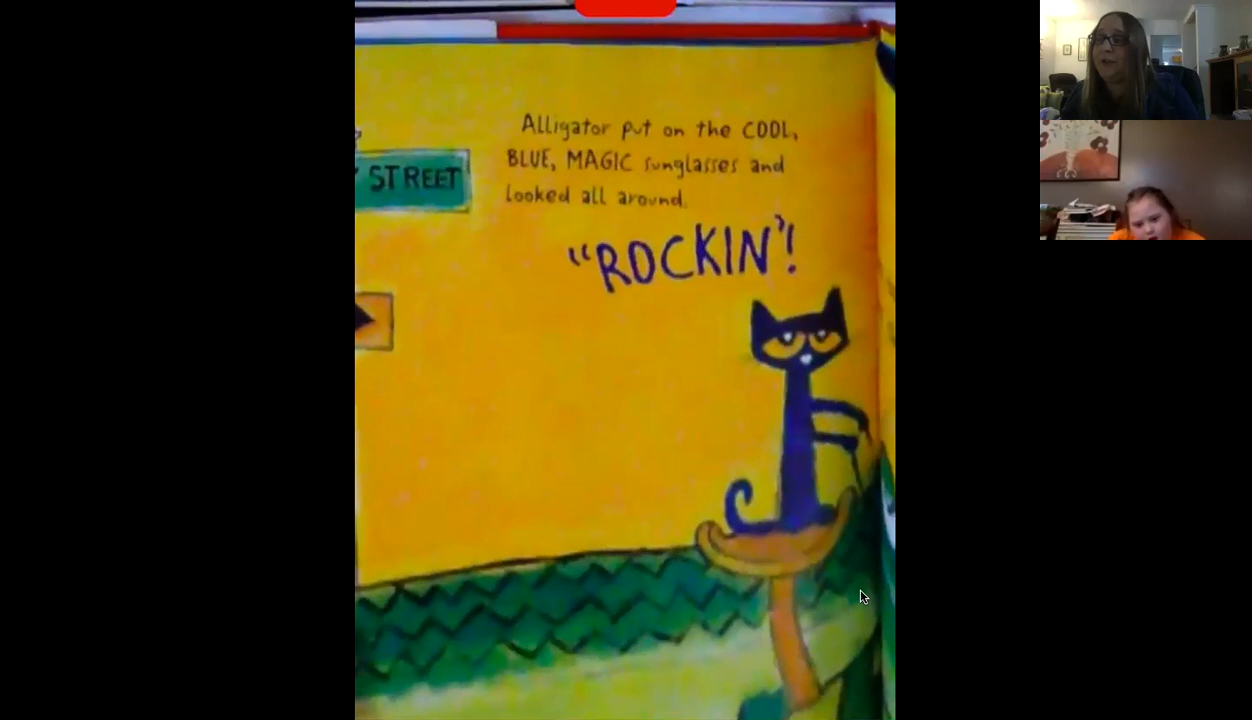 STREET
Alligator put on the COOL,
BLUE, MAGIC sunglasses and
looked all around.
"ROCKIN'!